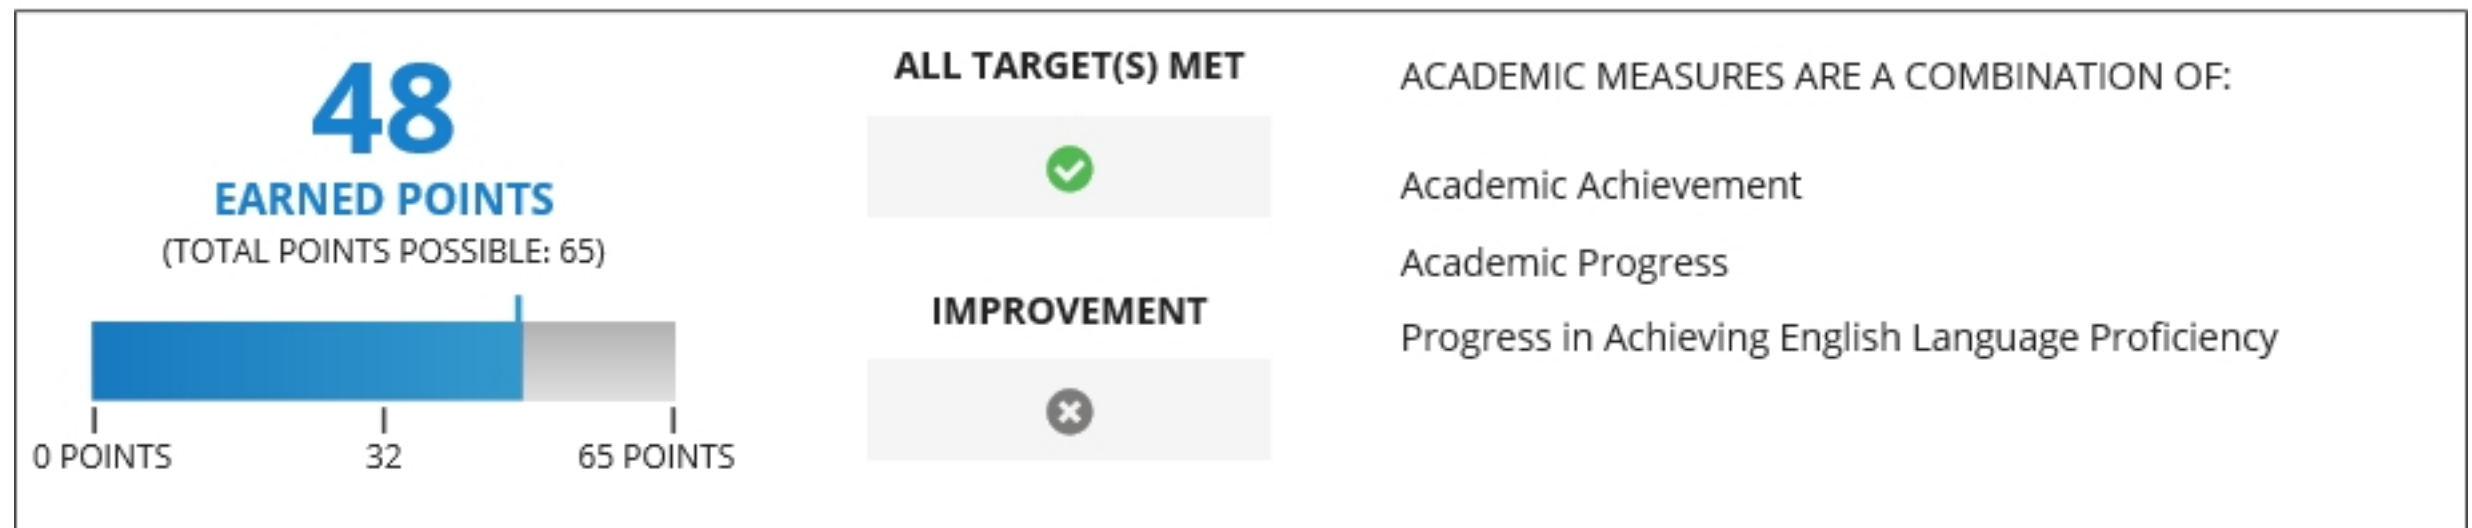 48
EARNED POINTS
(TOTAL POINTS POSSIBLE: 65)
0 POINTS
32
65 POINTS
ALL TARGET(S) MET
IMPROVEMENT
ACADEMIC MEASURES ARE A COMBINATION OF:
Academic Achievement
Academic Progress
Progress in Achieving English Language Proficiency